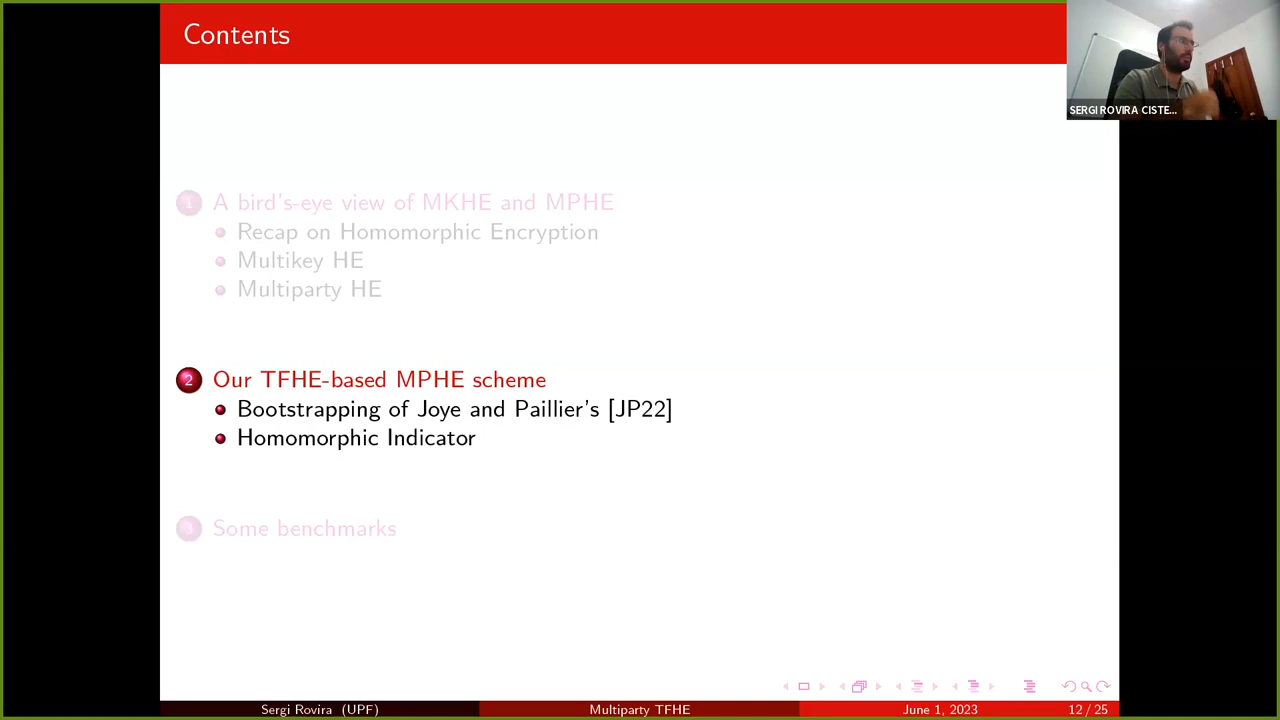 Contents
SERGI ROVIRA CISTE...
1 A bird's-eye view of MKHE and MPHE
Recap on Homomorphic Encryption
Multikey HE
Multiparty HE
2 Our TFHE-based MPHE scheme
Bootstrapping of Joye and Paillier's [JP22]
Homomorphic Indicator
3 Some benchmarks
Sergi Rovira (UPF) Multiparty TFHE June 1, 2023 12 / 25